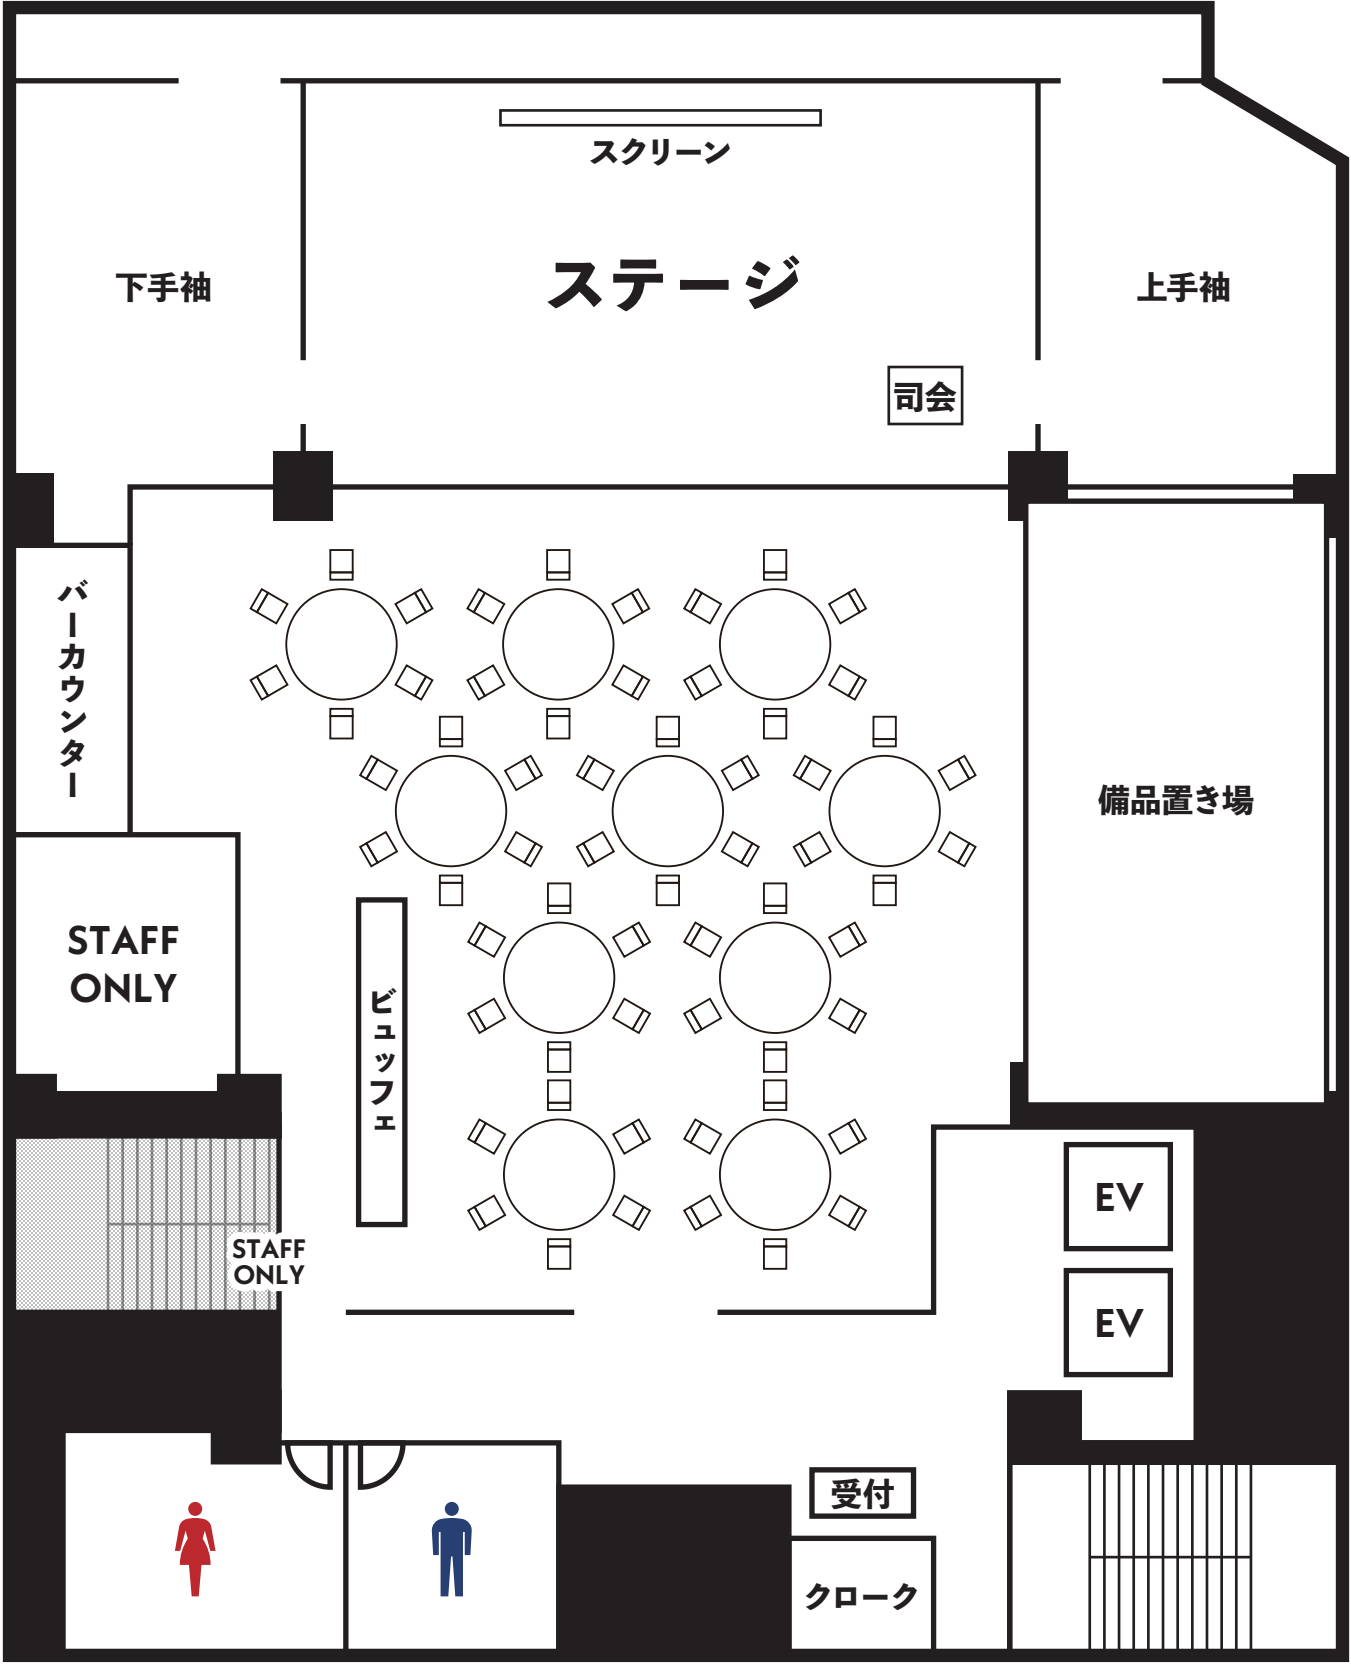 スクリーン
ステージ
下手袖
上手袖
司会
バーカウンター
備品置き場
STAFF
ONLY
ビュッフェ
EV
STAFF
ONLY
EV
受付
クローク